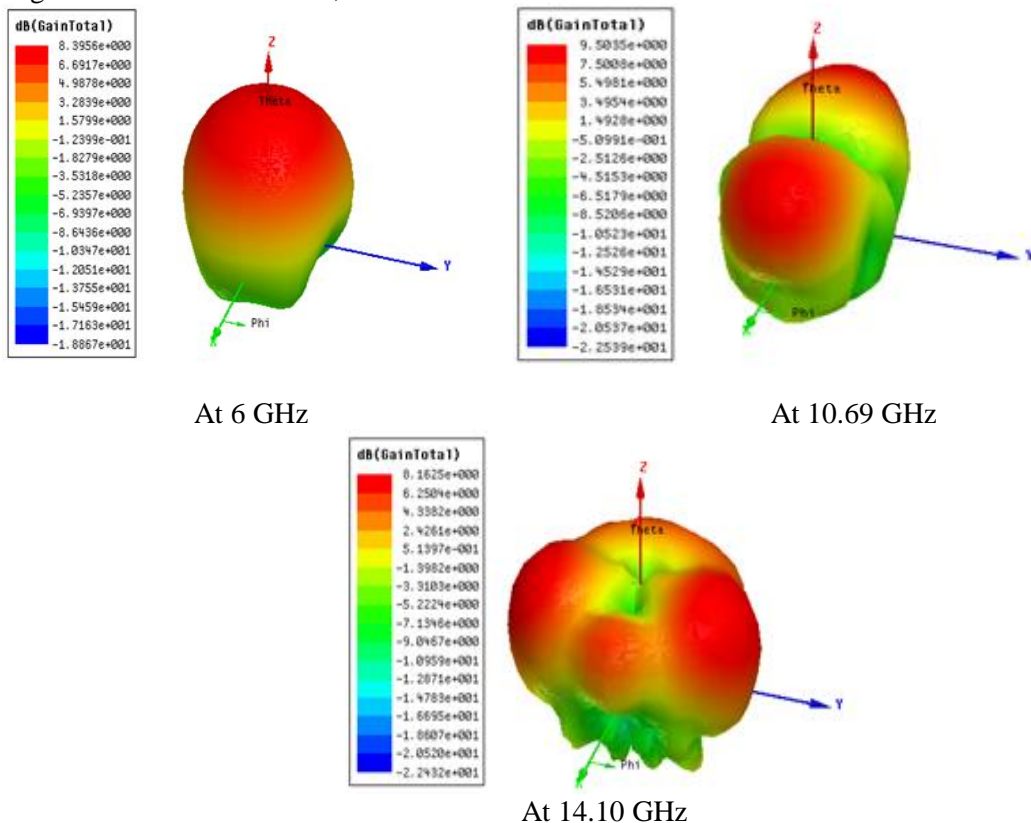 dB(GainTotal)
8.3956e+000
6.6917e+000
4.9878e+000
3.2839e+000
1.5799e+000
-1.2399e-001
-1.8279e+000
-3.5318e+000
-5.2357e+000
-6.9397e+000
-8.6436e+000
-1.0347e+001
-1.2051e+001
-1.3755e+001
-1.5459e+001
-1.7163e+001
-1.8867e+001
Z
Theta
Y
Phi
X
At 6 GHz
dB(GainTotal)
9.5035e+000
7.5008e+000
5.4981e+000
3.4954e+000
1.4928e+000
-5.0991e-001
-2.5126e+000
-4.5153e+000
-6.5179e+000
-8.5206e+000
-1.0523e+001
-1.2526e+001
-1.4529e+001
-1.6531e+001
-1.8534e+001
-2.0537e+001
-2.2539e+001
Z
Theta
Y
Phi
X
At 10.69 GHz
dB(GainTotal)
8.1625e+000
6.2504e+000
4.3382e+000
2.4261e+000
5.1397e-001
-1.3982e+000
-3.3103e+000
-5.2224e+000
-7.1346e+000
-9.0467e+000
-1.0959e+001
-1.2871e+001
-1.4783e+001
-1.6695e+001
-1.8607e+001
-2.0520e+001
-2.2432e+001
Z
Theta
Y
Phi
X
At 14.10 GHz